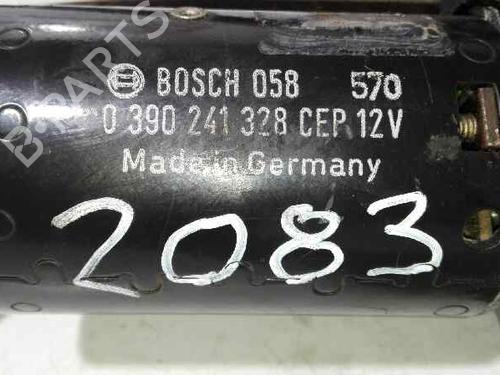 BOSCH 058 570
0 390 241 328 CEP 12V
Made in Germany
2083
B-PARTS